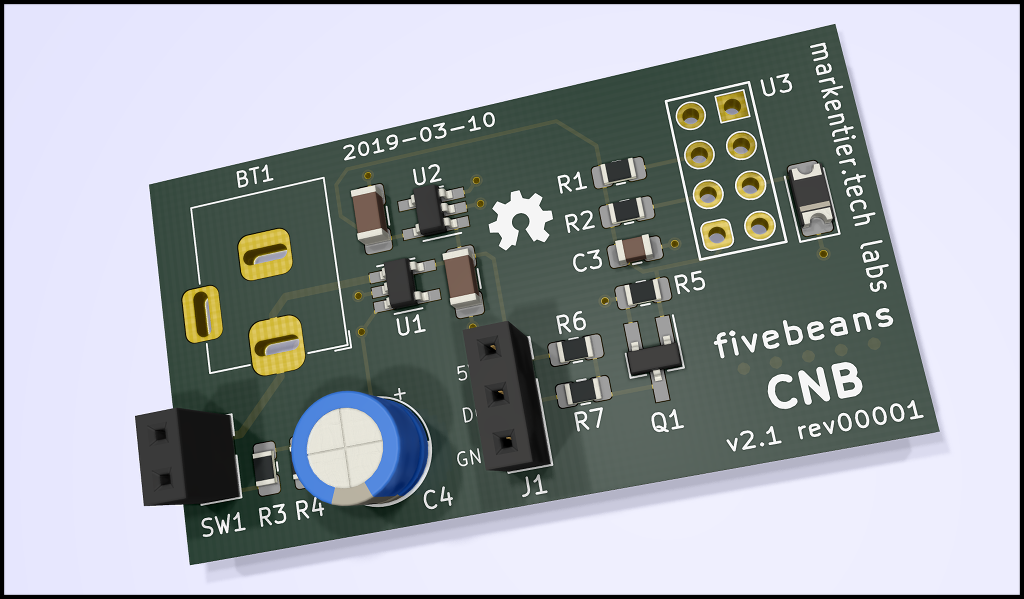 2019-03-10
BT1
U2
U3
markentier.tech labs
R1
R2
C3
R5
U1
R6
fivebeans
CNB
v2.1 rev00001
+
R7
Q1
GN
C4
J1
SW1
R3
R4